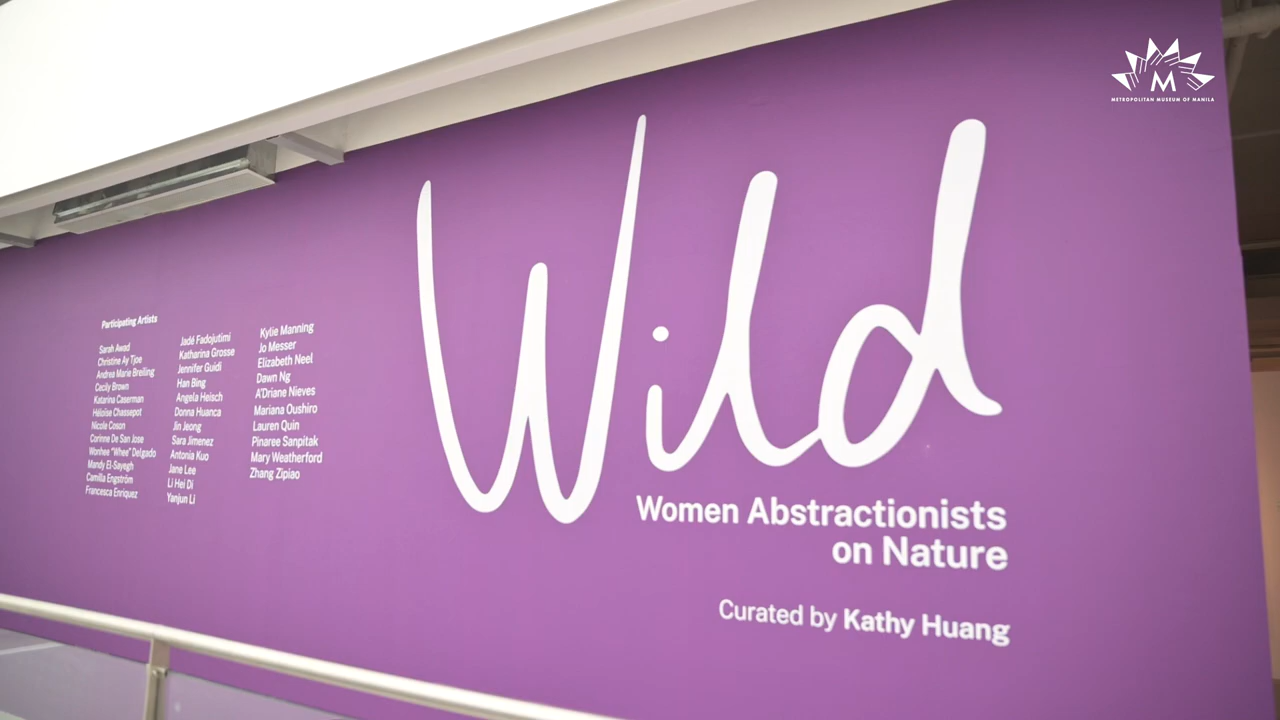 Wild
Women Abstractionists
on Nature
Curated by Kathy Huang
Participating Artists
Sarah Awad
Christine Ay Tjoe
Andrea Marie Breiling
Cecily Brown
Katarina Caserman
Héloïse Chassepot
Nicole Coson
Corinne De San Jose
Wonhee "Whee" Delgado
Mandy El-Sayegh
Camilla Engström
Francesca Enriquez
Jadé Fadojutimi
Katharina Grosse
Jennifer Guidi
Han Bing
Angela Heisch
Donna Huanca
Jin Jeong
Sara Jimenez
Antonia Kuo
Jane Lee
Li Hei Di
Yanjun Li
Kylie Manning
Jo Messer
Elizabeth Neel
Dawn Ng
A'Driane Nieves
Mariana Oushiro
Lauren Quin
Pinaree Sanpitak
Mary Weatherford
Zhang Zipiao
M
METROPOLITAN MUSEUM OF MANILA